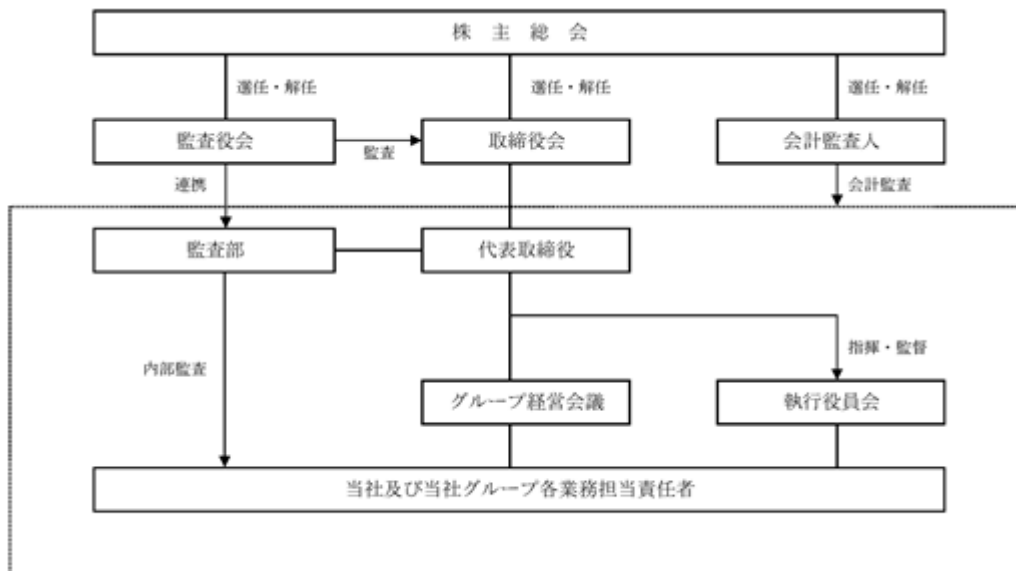 株主総会
選任・解任
選任・解任
選任・解任
監査役会
監査
取締役会
会計監査人
連携
会計監査
監査部
代表取締役
指揮・監督
内部監査
グループ経営会議
執行役員会
当社及び当社グループ各業務担当責任者